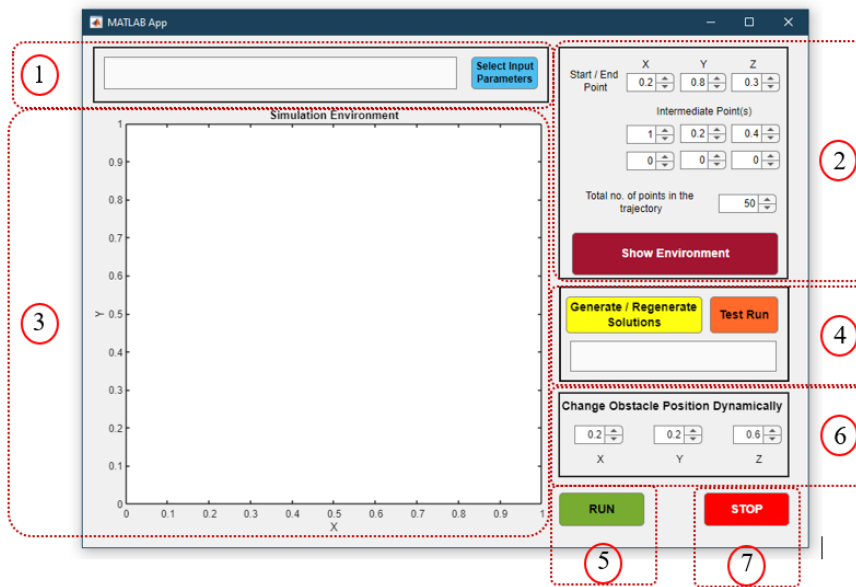 MATLAB App
1
Select Input
Parameters
X Y Z
Start / End
Point
0.2 0.8 0.3
Intermediate Point(s)
1 0.2 0.4
0 0 0
Total no. of points in the
trajectory
50
Show Environment
2
Simulation Environment
1
0.9
0.8
0.7
0.6
0.5
0.4
0.3
0.2
0.1
0
Y
0 0.1 0.2 0.3 0.4 0.5 0.6 0.7 0.8 0.9 1
X
3
Generate / Regenerate
Solutions
Test Run
4
Change Obstacle Position Dynamically
0.2 0.2 0.6
X Y Z
6
RUN
STOP
5
7